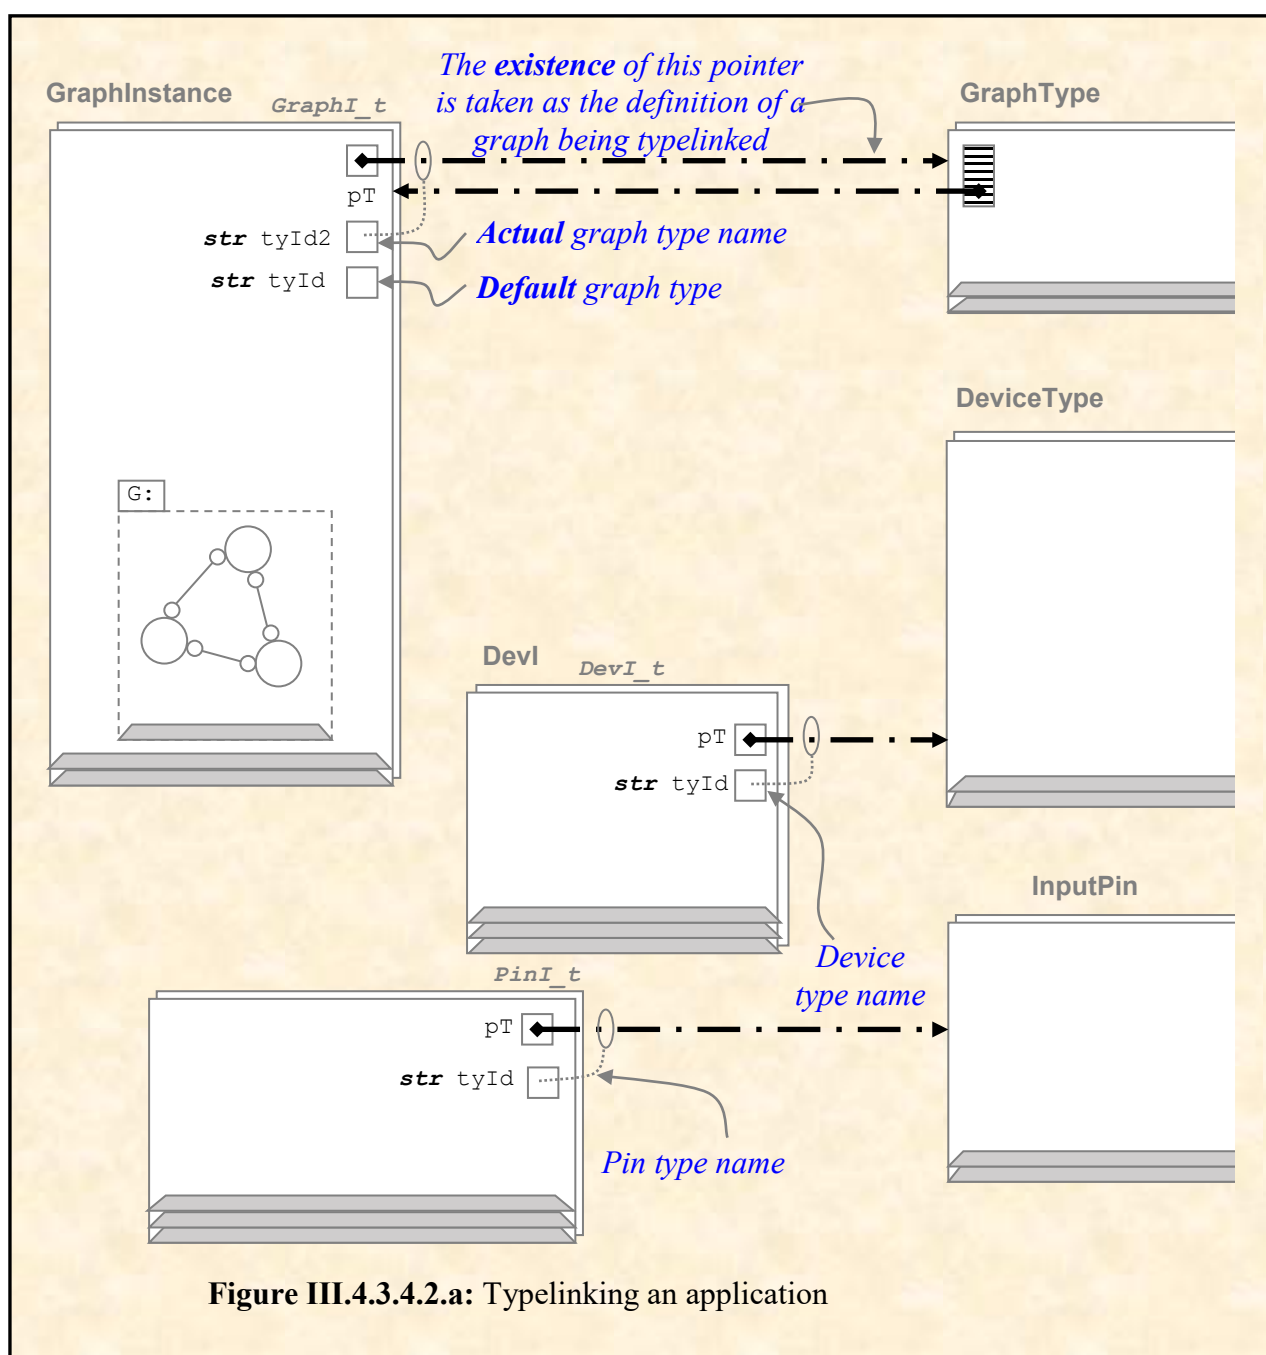 The existence of this pointer
is taken as the definition of a
graph being typelinked
GraphInstance
GraphI_t
GraphType
pT
str tyId2
Actual graph type name
str tyId
Default graph type
DeviceType
G:
DevI
DevI_t
pT
str tyId
InputPin
Device
type name
PinI_t
pT
str tyId
Pin type name
Figure III.4.3.4.2.a: Typelinking an application